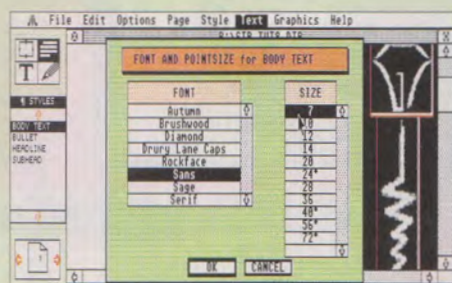 File Edit Options Page Style Text Graphics Help
FONT AND POINTSIZE for BODY TEXT
FONT
Autumn
Brushwood
Diamond
Drury Lane Caps
Rockface
Sans
Sage
Serif
SIZE
7
10
12
14
20
24*
28
36
40*
56*
72*
OK
CANCEL
T
¶ STYLES
BODY TEXT
BULLET
HEADLINE
SUBHEAD
1